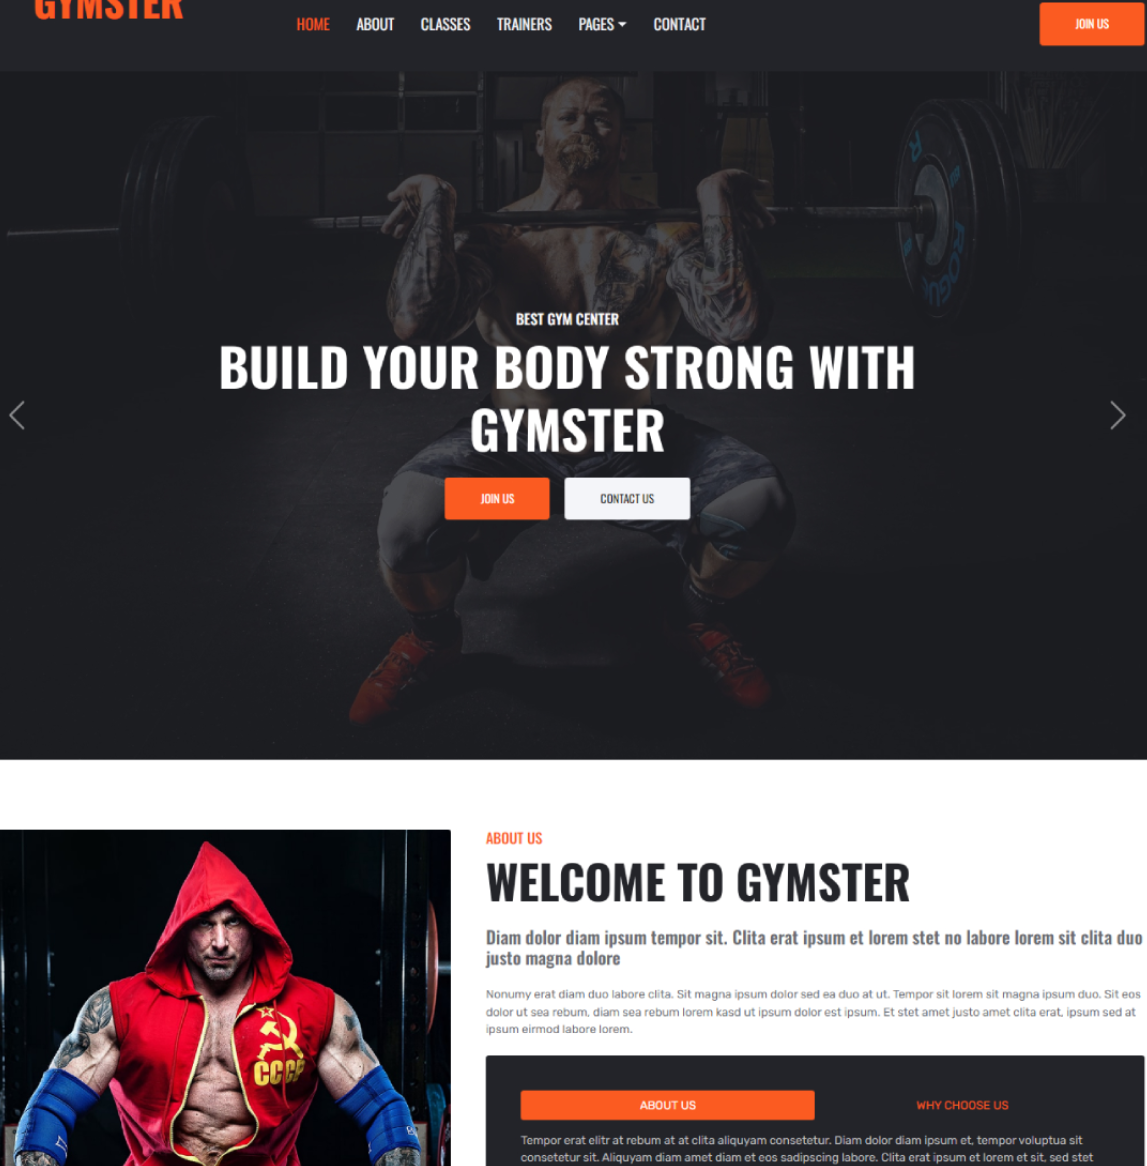 GYMSTER
HOME ABOUT CLASSES TRAINERS PAGES CONTACT
JOIN US
R
ROGU
BEST GYM CENTER
BUILD YOUR BODY STRONG WITH
GYMSTER
JOIN US CONTACT US
ABOUT US
WELCOME TO GYMSTER
Diam dolor diam ipsum tempor sit. Clita erat ipsum et lorem stet no labore lorem sit clita duo
justo magna dolore
Nonumy erat diam duo labore clita. Sit magna ipsum dolor sed ea duo at ut. Tempor sit lorem sit magna ipsum duo. Sit eos
dolor ut sea rebum, diam sea rebum lorem kasd ut ipsum dolor est ipsum. Et stet amet justo amet clita erat, ipsum sed at
ipsum eirmod labore lorem.
СССР
ABOUT US WHY CHOOSE US
Tempor erat elitr at rebum at at clita aliquyam consetetur. Diam dolor diam ipsum et, tempor voluptua sit
consetetur sit. Aliquyam diam amet diam et eos sadipscing labore. Clita erat ipsum et lorem et sit, sed stet